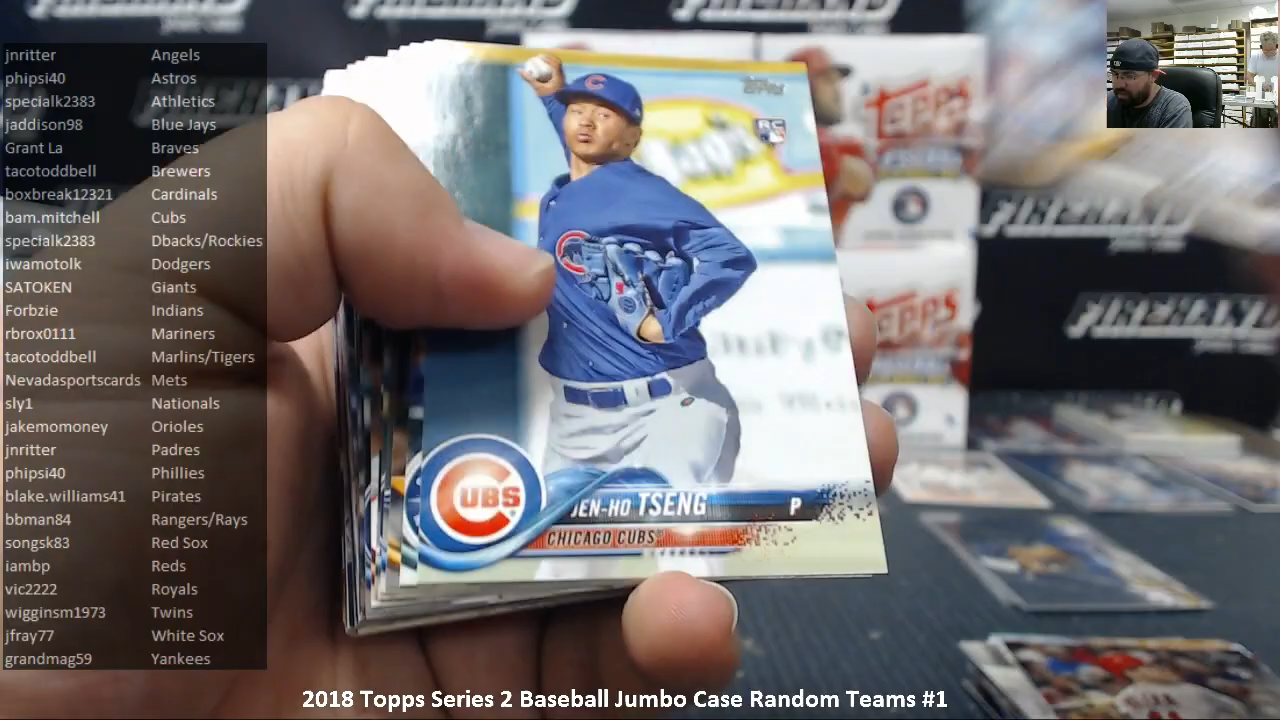 jnritter Angels
phipsi40 Astros
specialk2383 Athletics
jaddison98 Blue Jays
Grant La Braves
tacotoddbell Brewers
boxbreak12321 Cardinals
bam.mitchell Cubs
specialk2383 Dbacks/Rockies
iwamotolk Dodgers
SATOKEN Giants
Forbzie Indians
rbrox0111 Mariners
tacotoddbell Marlins/Tigers
Nevadasportscards Mets
sly1 Nationals
jakemomoney Orioles
jnritter Padres
phipsi40 Phillies
blake.williams41 Pirates
bbman84 Rangers/Rays
songsk83 Red Sox
iambp Reds
vic2222 Royals
wigginsm1973 Twins
jfray77 White Sox
grandmag59 Yankees
topps
RC
CUBS
JEN-HO TSENG P
CHICAGO CUBS
topps
topps
FIREHAND
FIREHAND
2018 Topps Series 2 Baseball Jumbo Case Random Teams #1